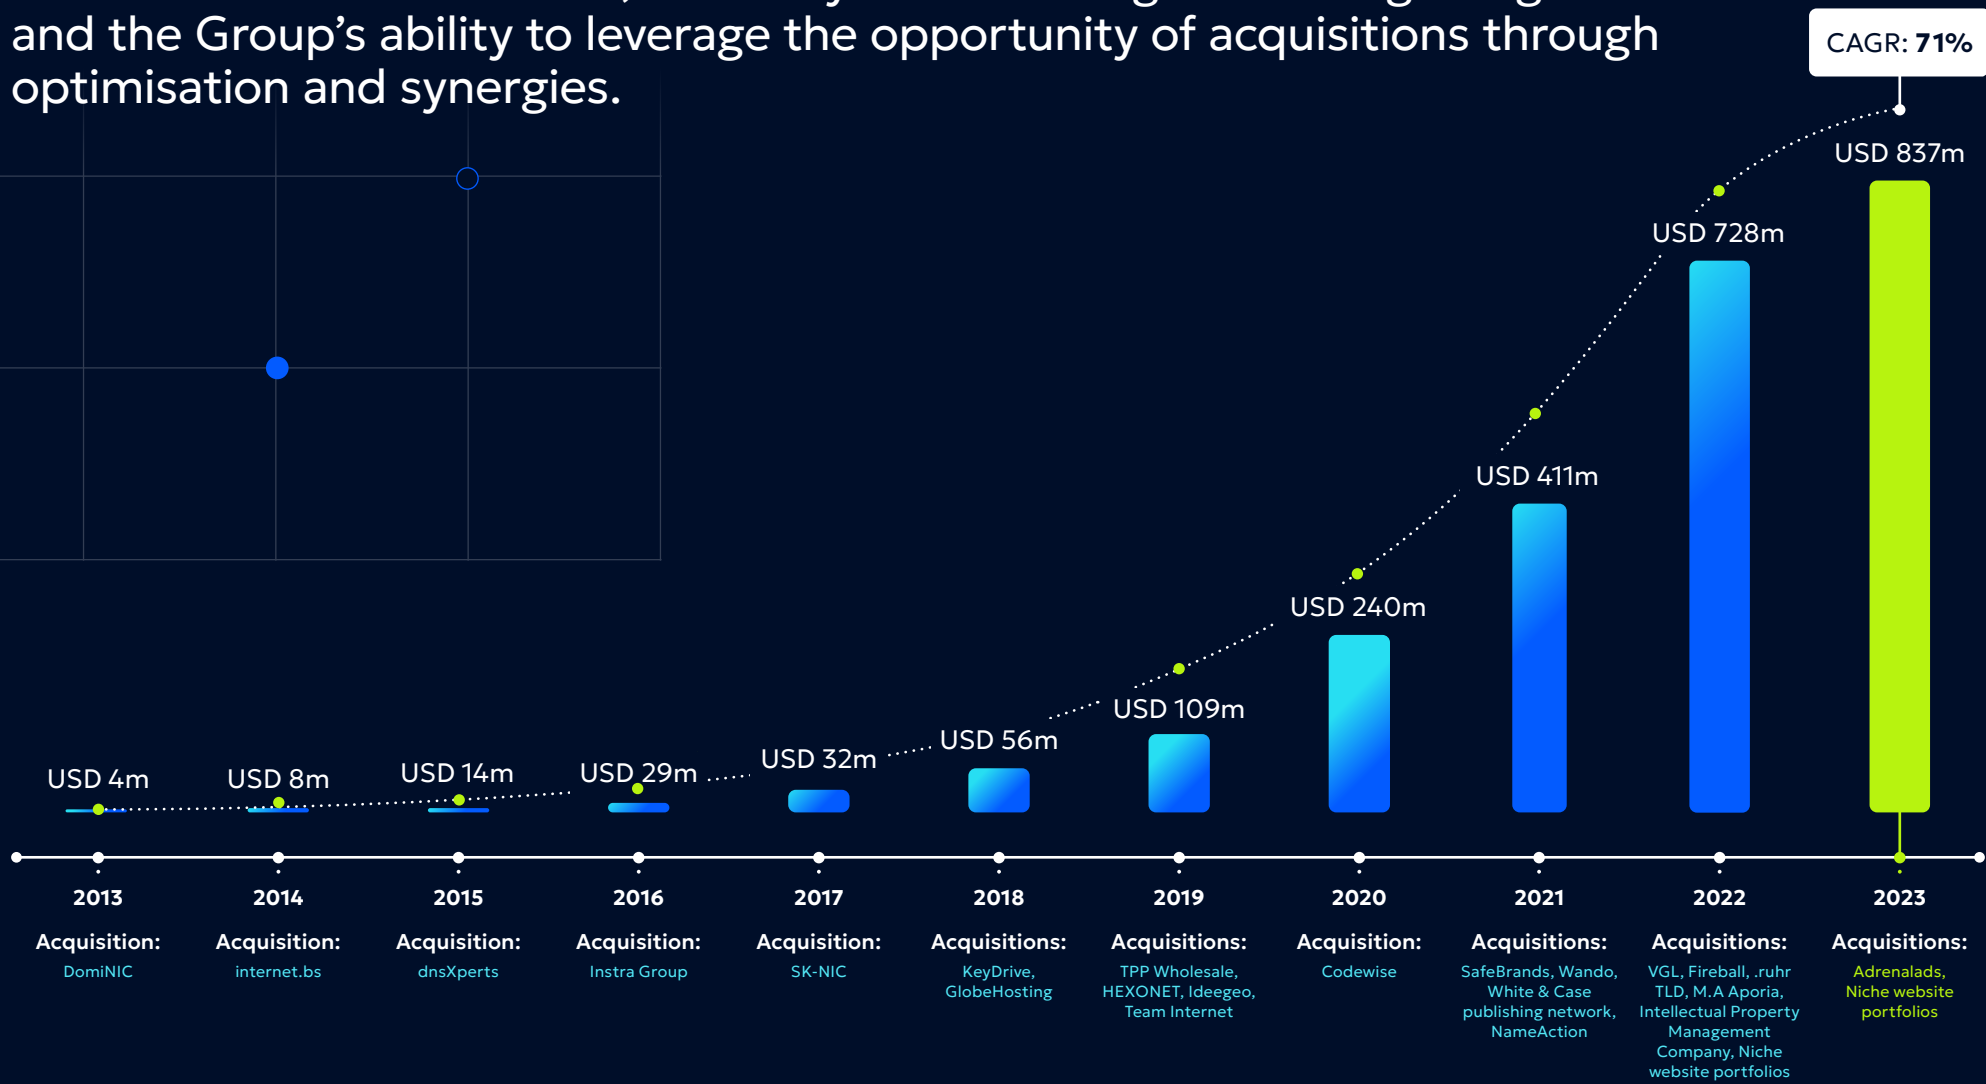 and the Group’s ability to leverage the opportunity of acquisitions through
optimisation and synergies.
CAGR: 71%
USD 4m
USD 8m
USD 14m
USD 29m
USD 32m
USD 56m
USD 109m
USD 240m
USD 411m
USD 728m
USD 837m
2013
Acquisition:
DomiNIC
2014
Acquisition:
internet.bs
2015
Acquisition:
dnsXperts
2016
Acquisition:
Instra Group
2017
Acquisition:
SK-NIC
2018
Acquisitions:
KeyDrive,
GlobeHosting
2019
Acquisitions:
TPP Wholesale,
HEXONET, Ideegeo,
Team Internet
2020
Acquisition:
Codewise
2021
Acquisitions:
SafeBrands, Wando,
White & Case
publishing network,
NameAction
2022
Acquisitions:
VGL, Fireball, .ruhr
TLD, M.A Aporia,
Intellectual Property
Management
Company, Niche
website portfolios
2023
Acquisitions:
Adrenalads,
Niche website
portfolios